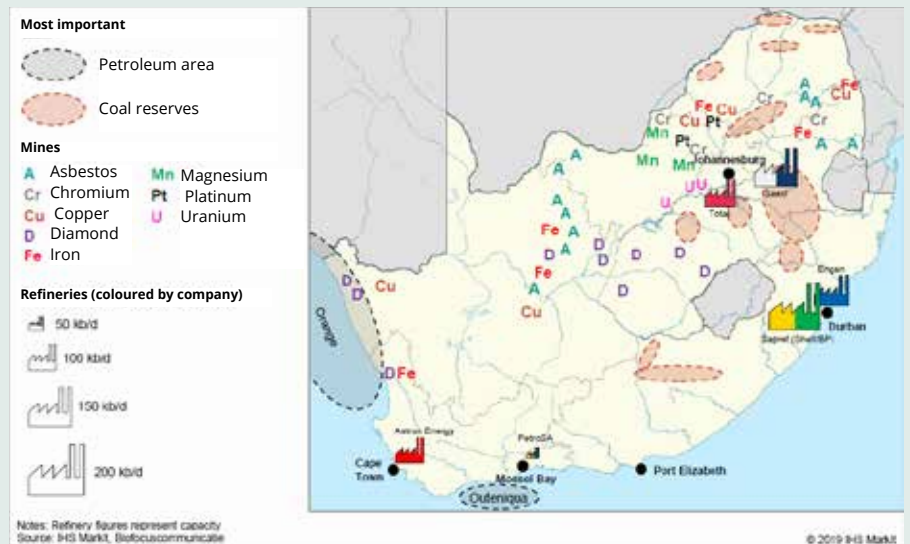 Most important
Petroleum area
Coal reserves
Mines
A Asbestos
Cr Chromium
Cu Copper
D Diamond
Fe Iron
Mn Magnesium
Pt Platinum
U Uranium
Refineries (coloured by company)
50 kb/d
100 kb/d
150 kb/d
200 kb/d
Notes: Refinery figures represent capacity
Source: IHS Markit, Biofocuscommunicatie
A
A
A
Fe
Cu
Cr
Cr
Fe
A
A
Fe
Cu
Cr
Cu
Pt
Mn
Pt
Cr
Mn
Mn
Johannesburg
U
U
U
Total
A
A
A
A
A
Fe
A
D
Fe
A
Cu
D
D
D
D
D
D
D
D
Cu
Orange
D
Fe
Engen
Durban
Sapref (Shell/BP)
Astron Energy
Cape
Town
PetroSA
Mossel Bay
Outeniqua
Port Elizabeth
© 2019 IHS Markit